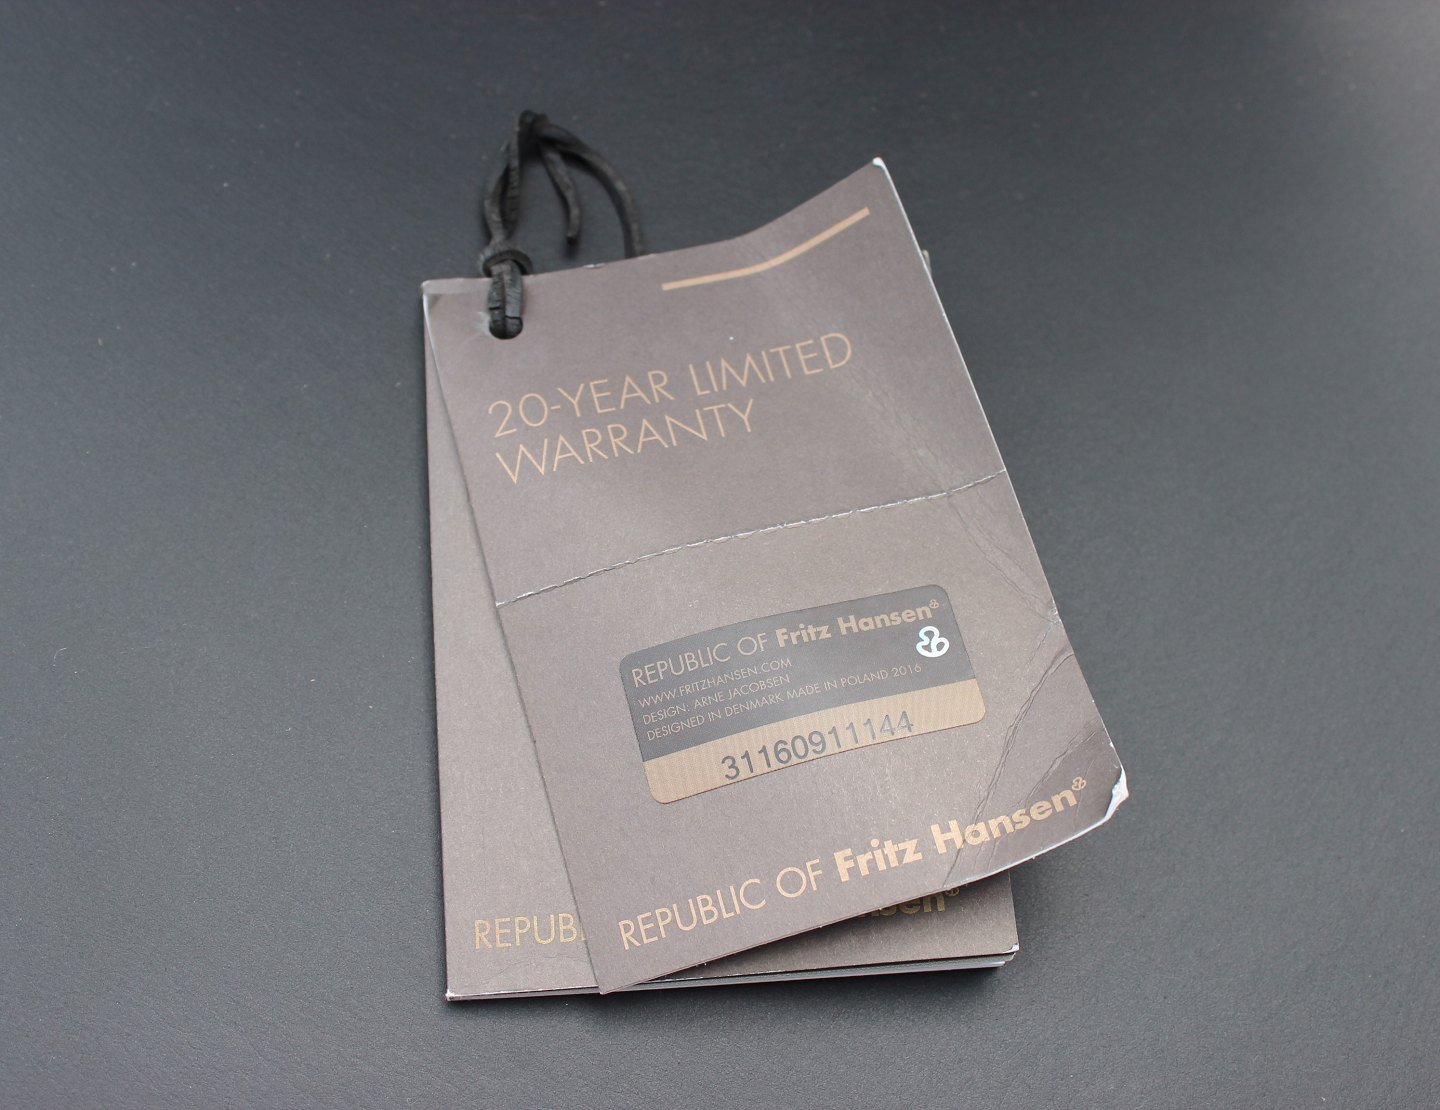 20-YEAR LIMITED
WARRANTY
REPUBLIC OF Fritz Hansen
WWW.FRITZHANSEN.COM
DESIGN: ARNE JACOBSEN
DESIGNED IN DENMARK MADE IN POLAND 2016
31160911144
REPUBLIC OF Fritz Hansen
REPUBL
ansen